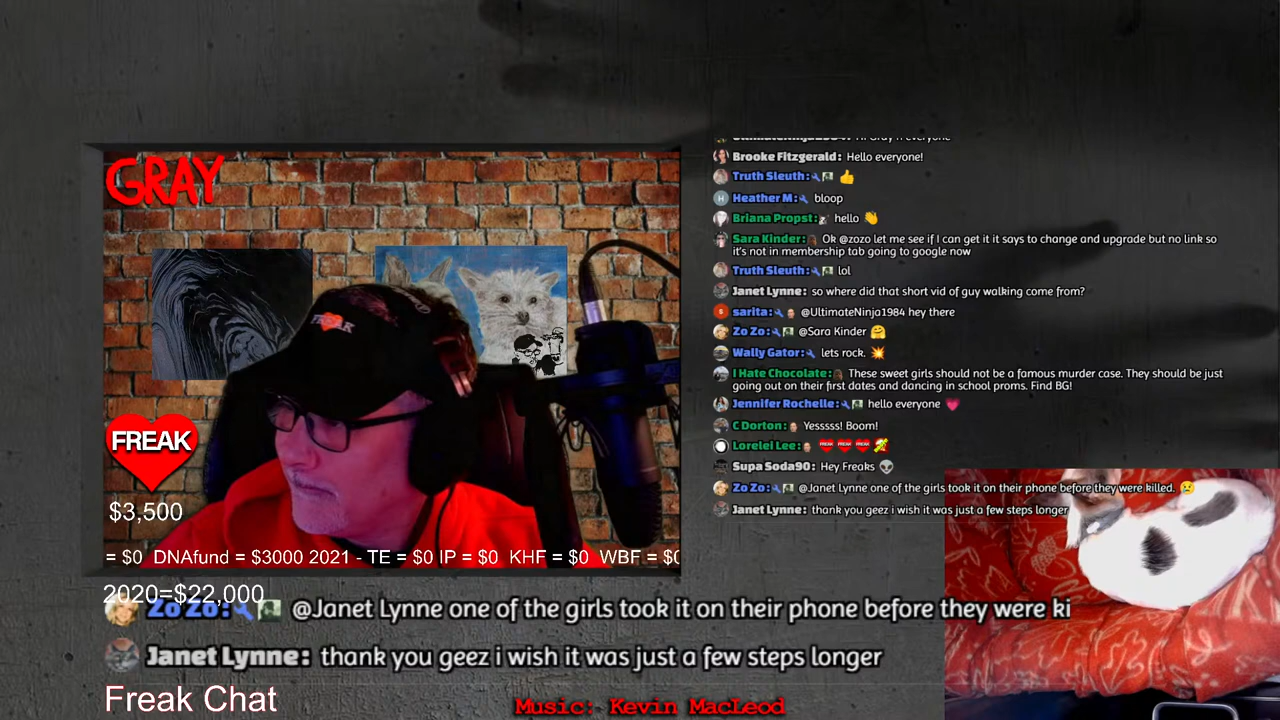 GRAY
FREAK
FREAK
$3,500
= $0 DNAfund = $3000 2021 - TE = $0 IP = $0 KHF = $0 WBF = $0
2020=$22,000
Brooke Fitzgerald: Hello everyone!
Truth Sleuth: 👍
Heather M: bloop
Briana Propst: hello 👋
Sara Kinder: Ok @zozo let me see if I can get it it says to change and upgrade but no link so
it's not in membership tab going to google now
Truth Sleuth: lol
Janet Lynne: so where did that short vid of guy walking come from?
sarita: @UltimateNinja1984 hey there
Zo Zo: @Sara Kinder 🤗
Wally Gator: lets rock. 💥
I Hate Chocolate: These sweet girls should not be a famous murder case. They should be just
going out on their first dates and dancing in school proms. Find BG!
Jennifer Rochelle: hello everyone 💗
C Dorton: Yesssss! Boom!
Lorelei Lee:
Supa Soda90: Hey Freaks 👽
Zo Zo: @Janet Lynne one of the girls took it on their phone before they were killed. 😢
Janet Lynne: thank you geez i wish it was just a few steps longer
Zo Zo: @Janet Lynne one of the girls took it on their phone before they were ki
Janet Lynne: thank you geez i wish it was just a few steps longer
Freak Chat
Music: Kevin MacLeod